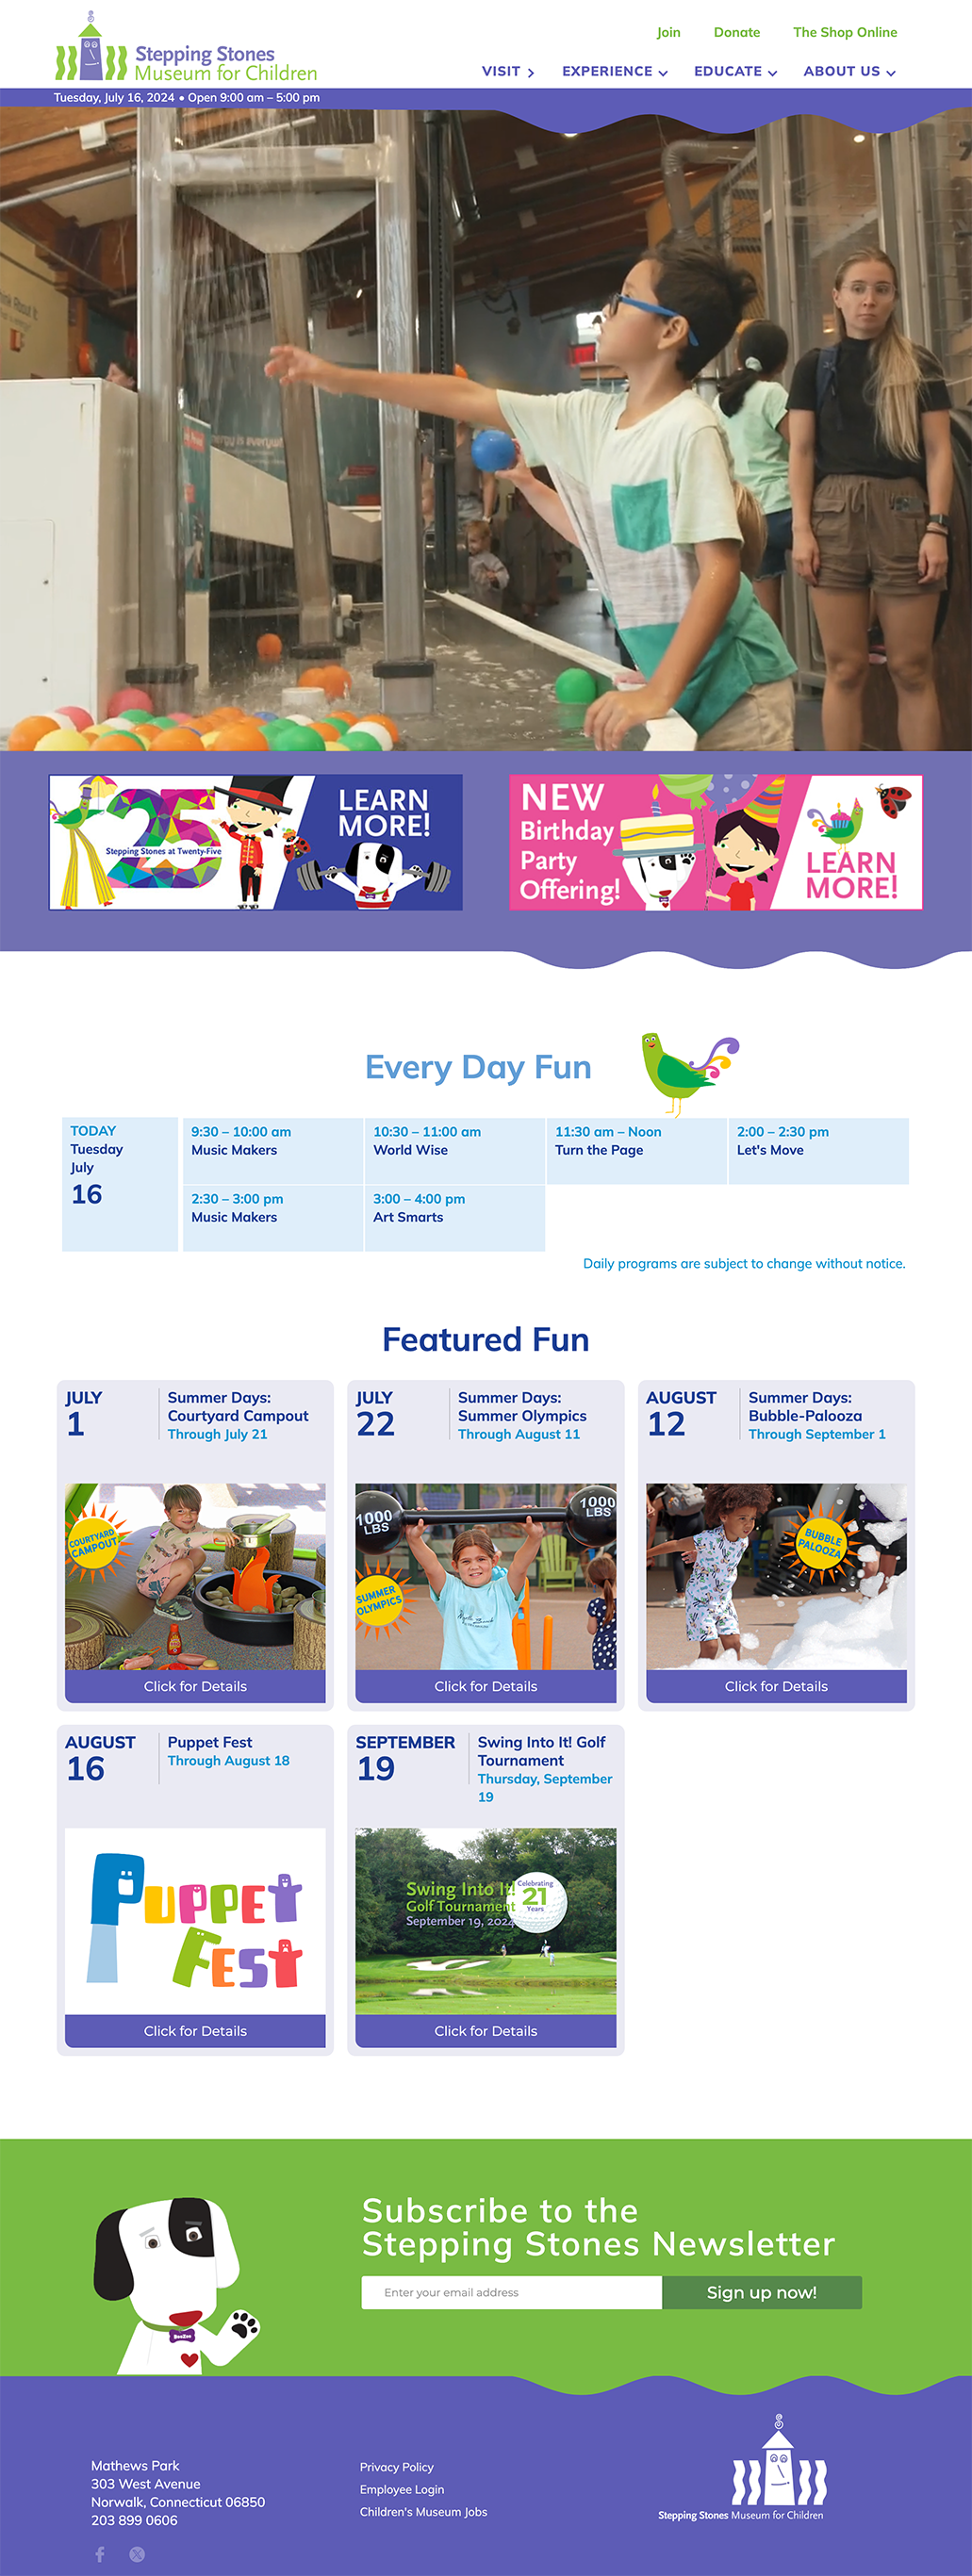 Join Donate The Shop Online
Stepping Stones
Museum for Children
VISIT EXPERIENCE EDUCATE ABOUT US
Tuesday, July 16, 2024 • Open 9:00 am – 5:00 pm
25
Stepping Stones at Twenty-Five
LEARN
MORE!
NEW
Birthday
Party
Offering!
LEARN
MORE!
Every Day Fun
TODAY
Tuesday
July
16
9:30 – 10:00 am
Music Makers
10:30 – 11:00 am
World Wise
11:30 am – Noon
Turn the Page
2:00 – 2:30 pm
Let's Move
2:30 – 3:00 pm
Music Makers
3:00 – 4:00 pm
Art Smarts
Daily programs are subject to change without notice.
Featured Fun
JULY
1
Summer Days:
Courtyard Campout
Through July 21
COURTYARD
CAMPOUT
Click for Details
JULY
22
Summer Days:
Summer Olympics
Through August 11
1000
LBS
1000
LBS
SUMMER
OLYMPICS
Click for Details
AUGUST
12
Summer Days:
Bubble-Palooza
Through September 1
BUBBLE
PALOOZA
Click for Details
AUGUST
16
Puppet Fest
Through August 18
PUPPET
FEST
Click for Details
SEPTEMBER
19
Swing Into It! Golf
Tournament
Thursday, September
19
Swing Into It!
Golf Tournament
September 19, 2024
Celebrating
21
Years
Click for Details
Subscribe to the
Stepping Stones Newsletter
Enter your email address
Sign up now!
Mathews Park
303 West Avenue
Norwalk, Connecticut 06850
203 899 0606
Privacy Policy
Employee Login
Children's Museum Jobs
Stepping Stones Museum for Children